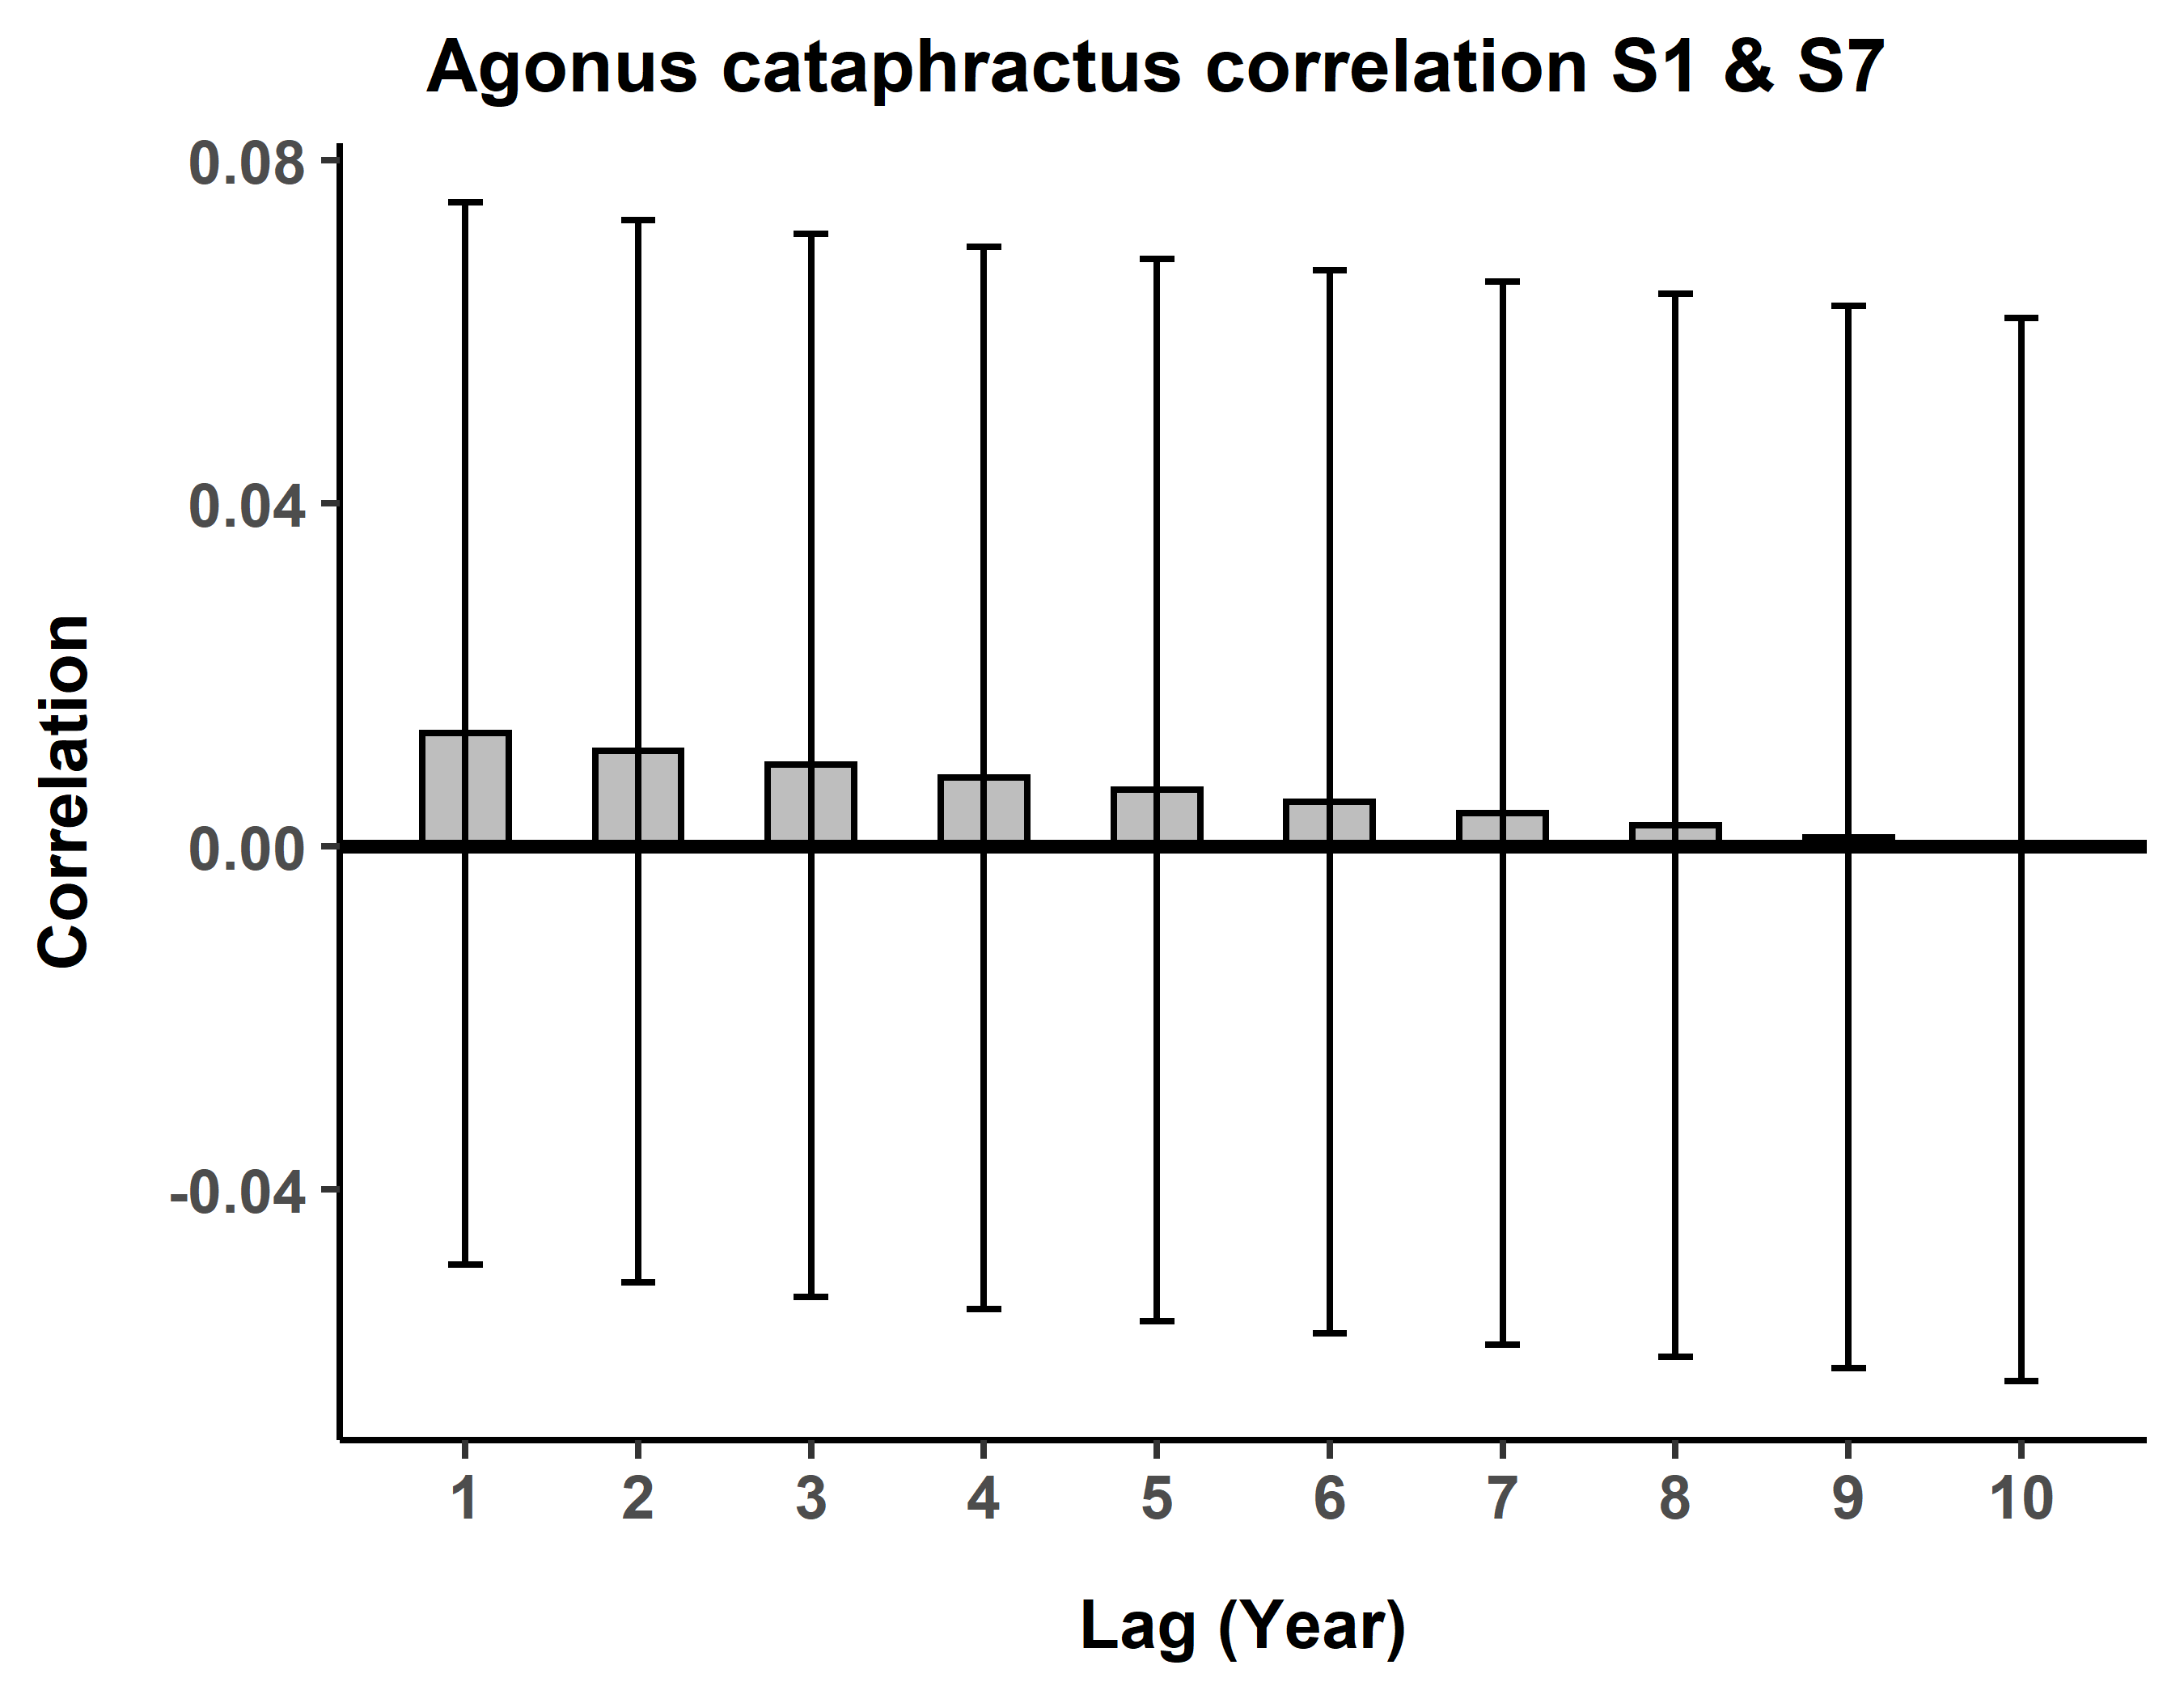 Agonus cataphractus correlation S1 & S7
0.08
0.04
0.00
-0.04
Correlation
1 2 3 4 5 6 7 8 9 10
Lag (Year)